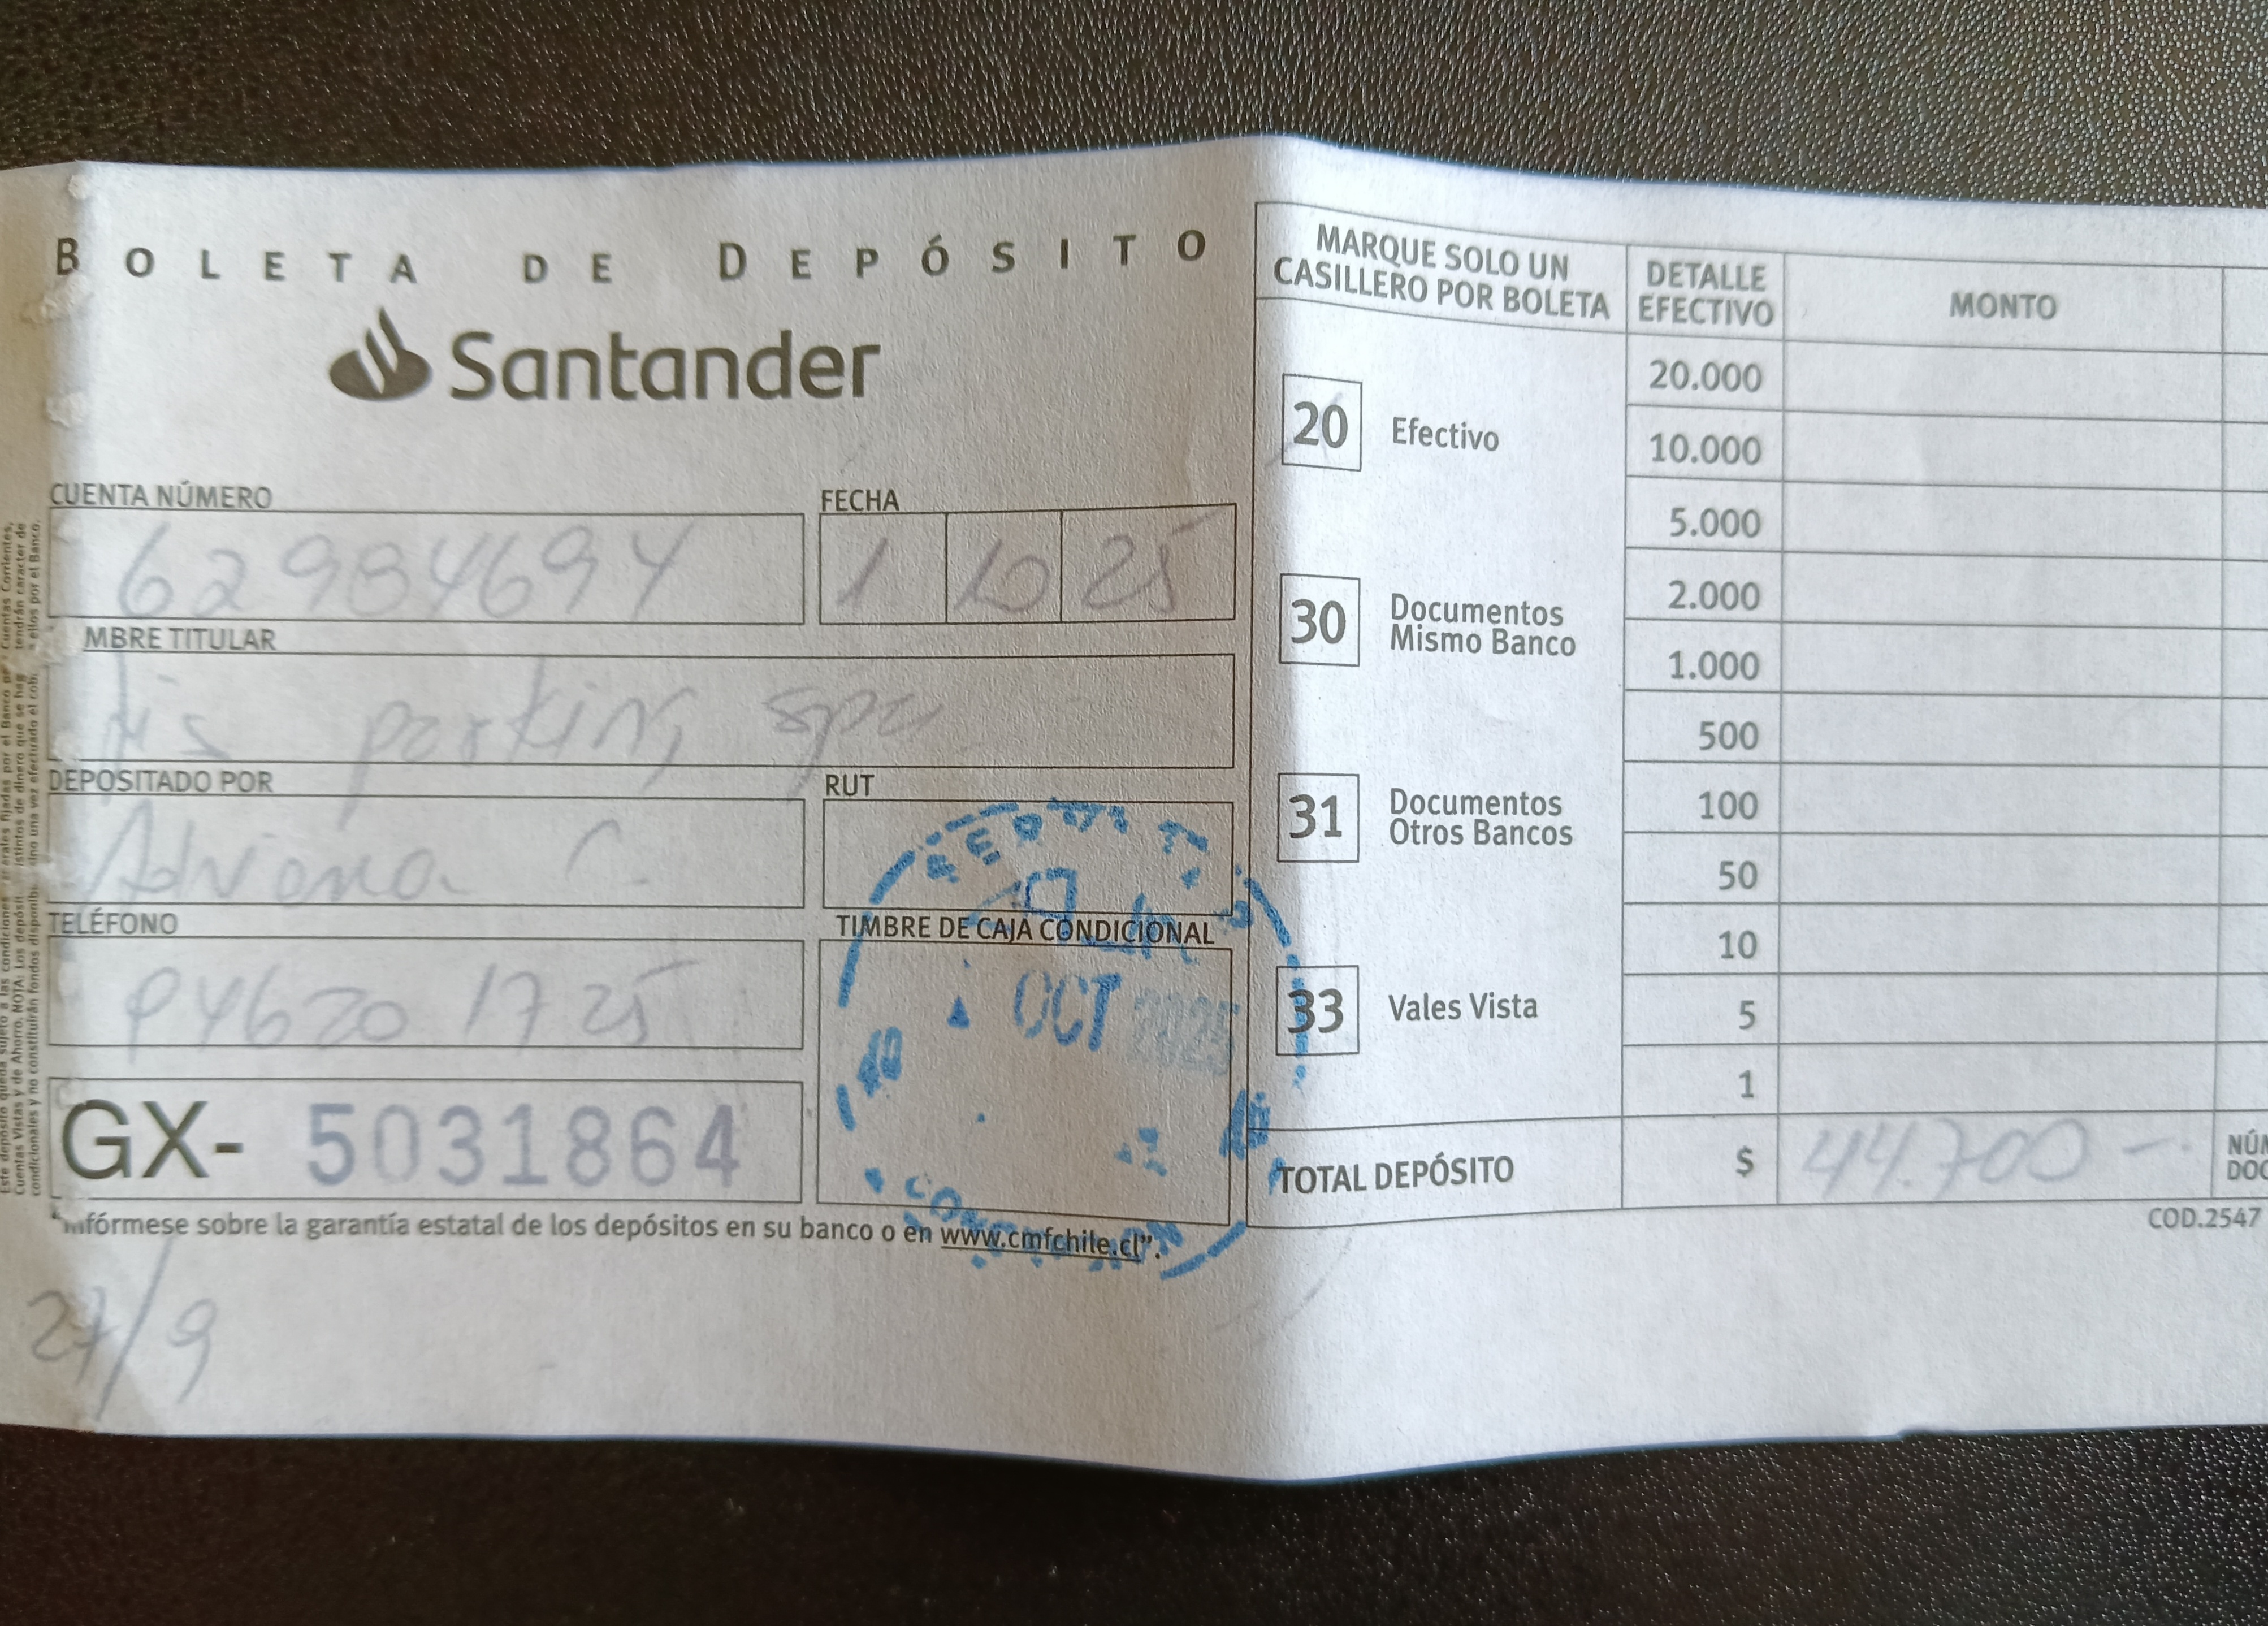 BOLETA DE DEPÓSITO
Santander
CUENTA NÚMERO
62984694
FECHA
1 10 25
MBRE TITULAR
parking spa
DEPOSITADO POR
Adriana C.
RUT
TELÉFONO
946201725
TIMBRE DE CAJA CONDICIONAL
OCT 2025
GX- 5031864
infórmese sobre la garantía estatal de los depósitos en su banco o en www.cmfchile.cl".
27/9
MARQUE SOLO UN
CASILLERO POR BOLETA
DETALLE
EFECTIVO
MONTO
20 Efectivo
30 Documentos
Mismo Banco
31 Documentos
Otros Bancos
33 Vales Vista
20.000
10.000
5.000
2.000
1.000
500
100
50
10
5
1
TOTAL DEPÓSITO $ 44.700 -
COD.2547